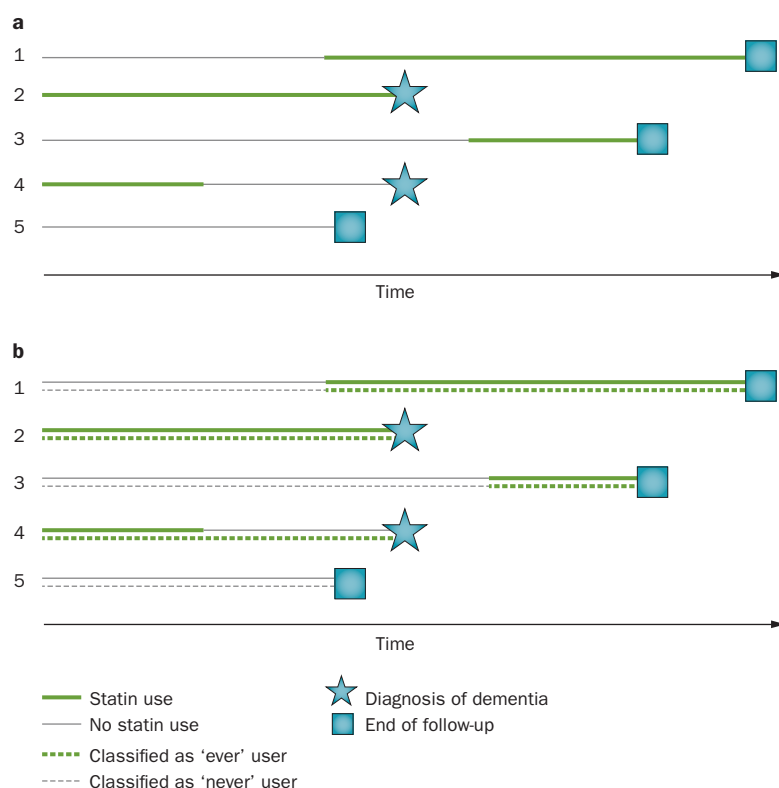 a
1
2
3
4
5
Time
b
1
2
3
4
5
Time
Statin use
No statin use
Classified as ‘ever’ user
Classified as ‘never’ user
Diagnosis of dementia
End of follow-up